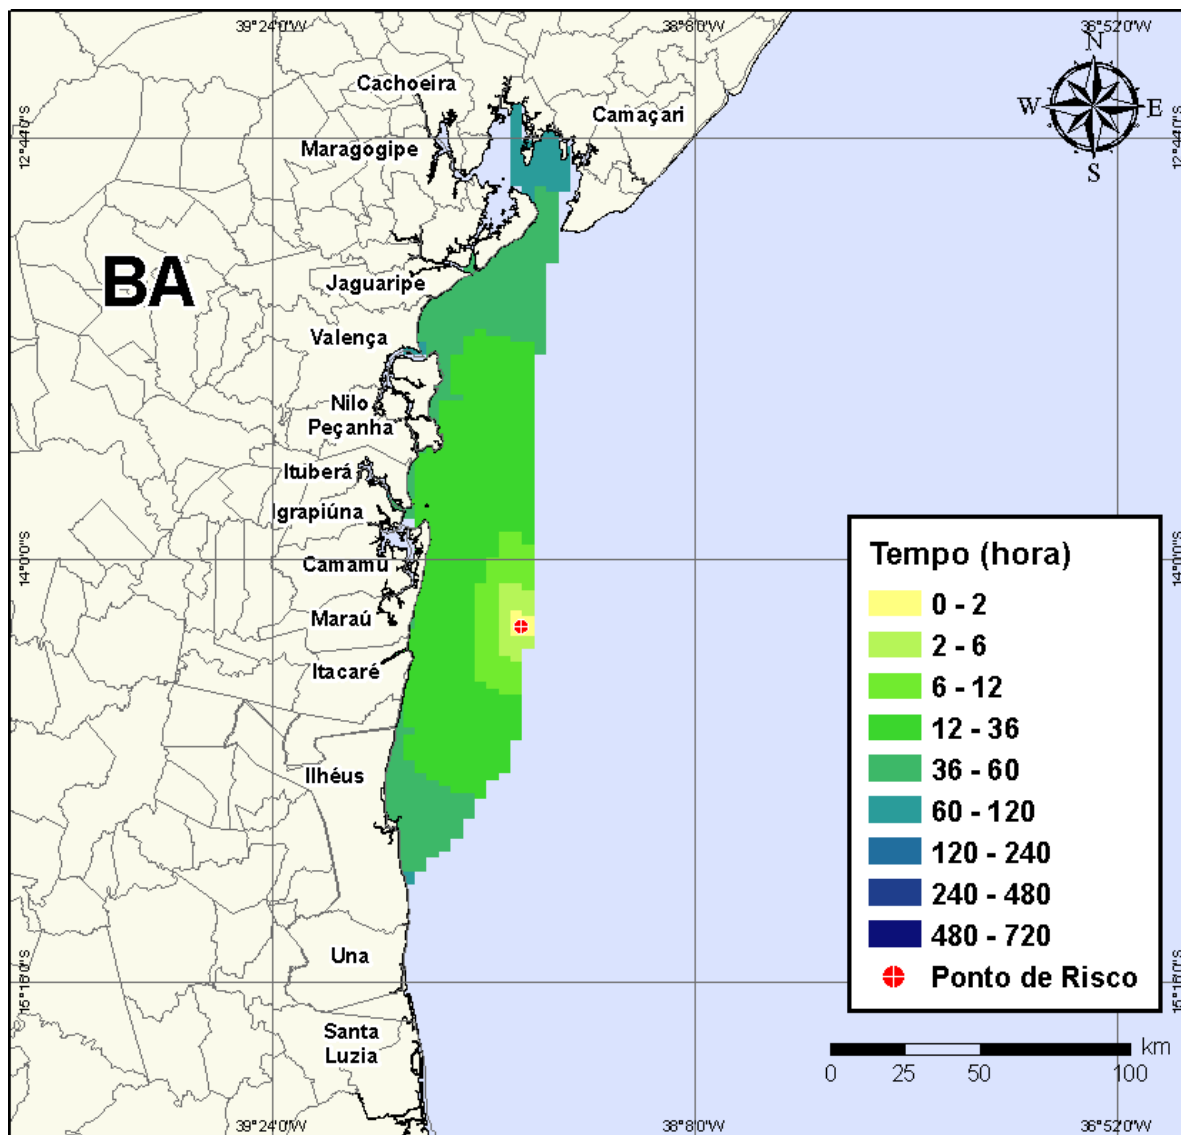 39°24'0"W
38°8'0"W
36°52'0"W
N
W
E
S
Cachoeira
Camaçari
12°44'0"S
12°44'0"S
Maragogipe
BA
Jaguaripe
Valença
Nilo
Peçanha
Ituberá
Igrapiúna
14°0'0"S
14°0'0"S
Camamú
Maraú
Itacaré
Ilhéus
Una
15°16'0"S
15°16'0"S
Santa
Luzia
Tempo (hora)
0 - 2
2 - 6
6 - 12
12 - 36
36 - 60
60 - 120
120 - 240
240 - 480
480 - 720
Ponto de Risco
km
0 25 50 100
39°24'0"W
38°8'0"W
36°52'0"W